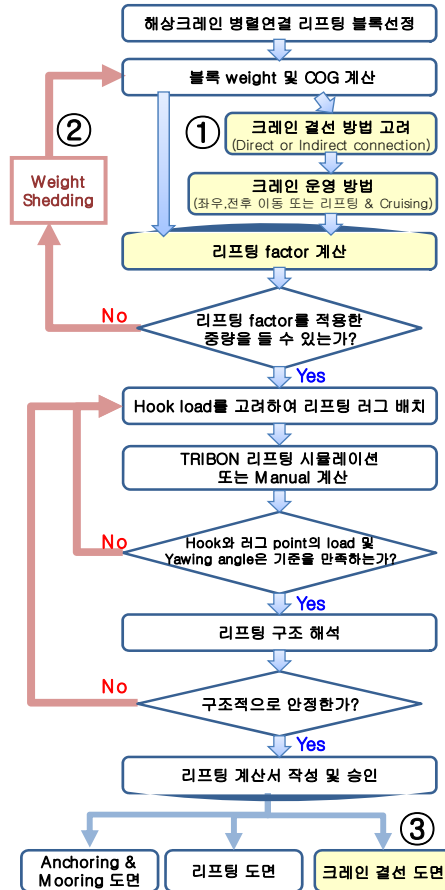 해상크레인 병렬연결 리프팅 블록선정
블록 weight 및 COG 계산
②
①
크레인 결선 방법 고려
(Direct or Indirect connection)
Weight
Shedding
크레인 운영 방법
(좌우,전후 이동 또는 리프팅 & Cruising)
리프팅 factor 계산
No
리프팅 factor를 적용한
중량을 들 수 있는가?
Yes
Hook load를 고려하여 리프팅 러그 배치
TRIBON 리프팅 시뮬레이션
또는 Manual 계산
No
Hook와 러그 point의 load 및
Yawing angle은 기준을 만족하는가?
Yes
리프팅 구조 해석
No
구조적으로 안정한가?
Yes
리프팅 계산서 작성 및 승인
③
Anchoring &
Mooring 도면
리프팅 도면
크레인 결선 도면